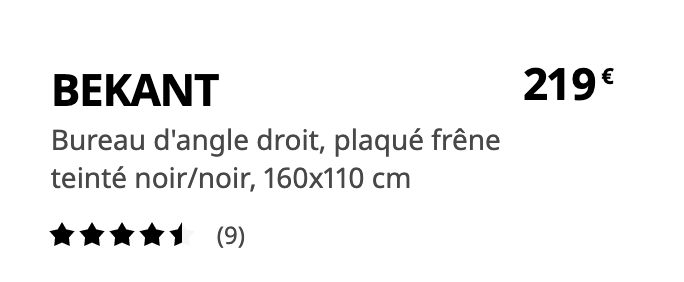 BEKANT
219 €
Bureau d'angle droit, plaqué frêne
teinté noir/noir, 160x110 cm
(9)